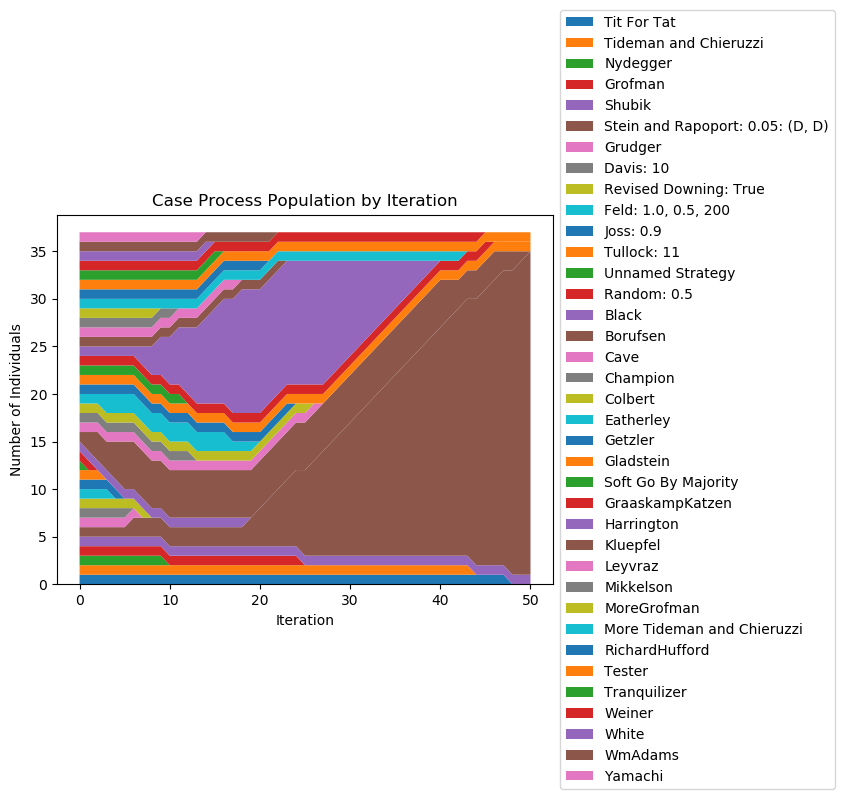 Case Process Population by Iteration
Number of Individuals
35
30
25
20
15
10
5
0
0 10 20 30 40 50
Iteration
Tit For Tat
Tideman and Chieruzzi
Nydegger
Grofman
Shubik
Stein and Rapoport: 0.05: (D, D)
Grudger
Davis: 10
Revised Downing: True
Feld: 1.0, 0.5, 200
Joss: 0.9
Tullock: 11
Unnamed Strategy
Random: 0.5
Black
Borufsen
Cave
Champion
Colbert
Eatherley
Getzler
Gladstein
Soft Go By Majority
GraaskampKatzen
Harrington
Kluepfel
Leyvraz
Mikkelson
MoreGrofman
More Tideman and Chieruzzi
RichardHufford
Tester
Tranquilizer
Weiner
White
WmAdams
Yamachi